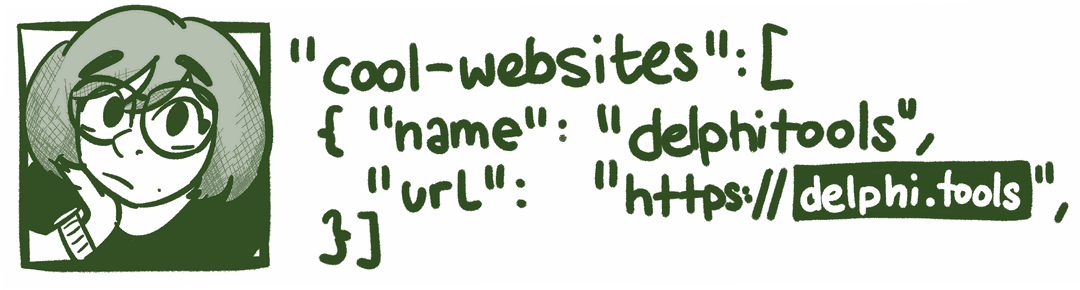 "cool-websites":[
{ "name": "delphitools",
"url": "https://delphi.tools",
}]